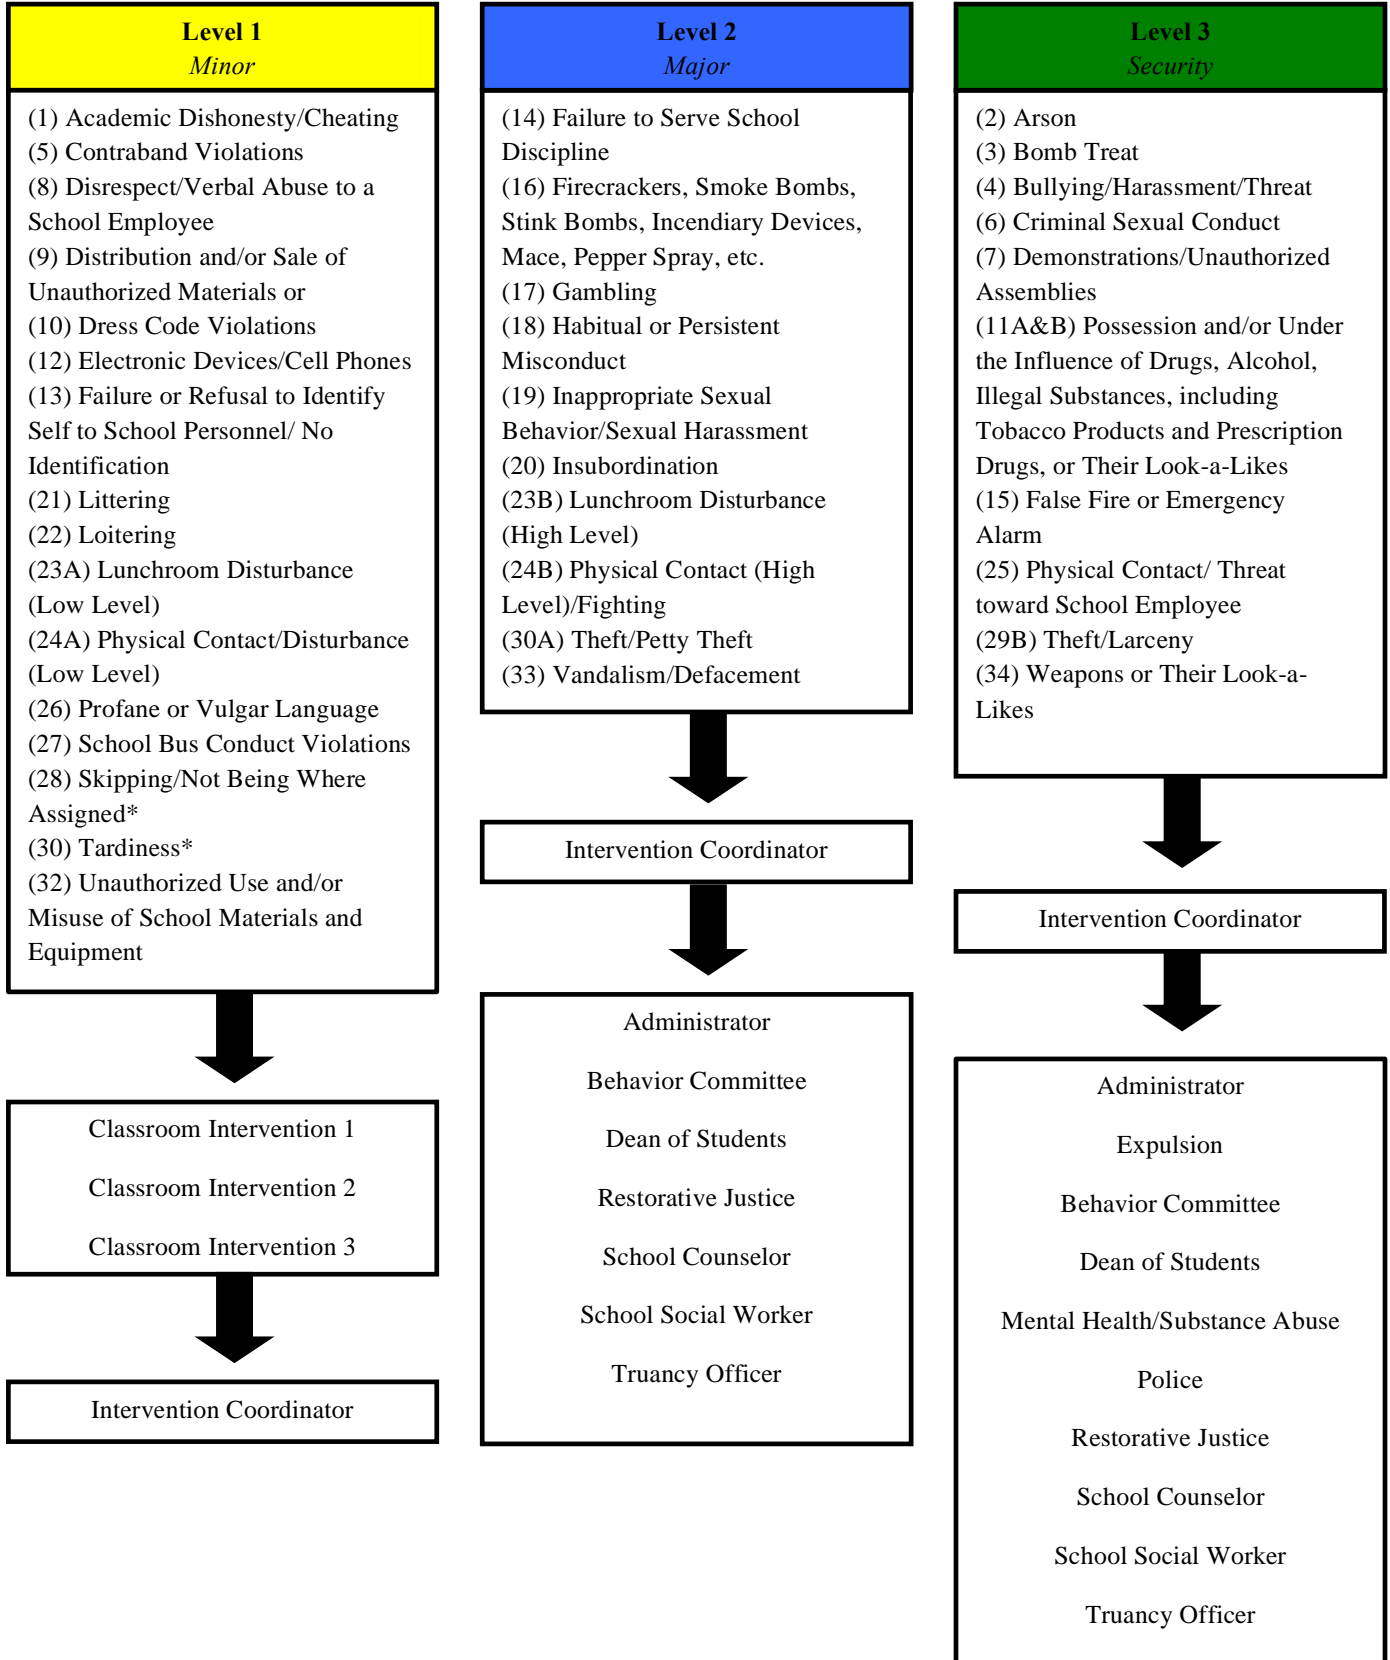 Level 1
Minor
(1) Academic Dishonesty/Cheating
(5) Contraband Violations
(8) Disrespect/Verbal Abuse to a
School Employee
(9) Distribution and/or Sale of
Unauthorized Materials or
(10) Dress Code Violations
(12) Electronic Devices/Cell Phones
(13) Failure or Refusal to Identify
Self to School Personnel/ No
Identification
(21) Littering
(22) Loitering
(23A) Lunchroom Disturbance
(Low Level)
(24A) Physical Contact/Disturbance
(Low Level)
(26) Profane or Vulgar Language
(27) School Bus Conduct Violations
(28) Skipping/Not Being Where
Assigned*
(30) Tardiness*
(32) Unauthorized Use and/or
Misuse of School Materials and
Equipment
Classroom Intervention 1
Classroom Intervention 2
Classroom Intervention 3
Intervention Coordinator
Level 2
Major
(14) Failure to Serve School
Discipline
(16) Firecrackers, Smoke Bombs,
Stink Bombs, Incendiary Devices,
Mace, Pepper Spray, etc.
(17) Gambling
(18) Habitual or Persistent
Misconduct
(19) Inappropriate Sexual
Behavior/Sexual Harassment
(20) Insubordination
(23B) Lunchroom Disturbance
(High Level)
(24B) Physical Contact (High
Level)/Fighting
(30A) Theft/Petty Theft
(33) Vandalism/Defacement
Intervention Coordinator
Administrator
Behavior Committee
Dean of Students
Restorative Justice
School Counselor
School Social Worker
Truancy Officer
Level 3
Security
(2) Arson
(3) Bomb Treat
(4) Bullying/Harassment/Threat
(6) Criminal Sexual Conduct
(7) Demonstrations/Unauthorized
Assemblies
(11A&B) Possession and/or Under
the Influence of Drugs, Alcohol,
Illegal Substances, including
Tobacco Products and Prescription
Drugs, or Their Look-a-Likes
(15) False Fire or Emergency
Alarm
(25) Physical Contact/ Threat
toward School Employee
(29B) Theft/Larceny
(34) Weapons or Their Look-a-
Likes
Intervention Coordinator
Administrator
Expulsion
Behavior Committee
Dean of Students
Mental Health/Substance Abuse
Police
Restorative Justice
School Counselor
School Social Worker
Truancy Officer